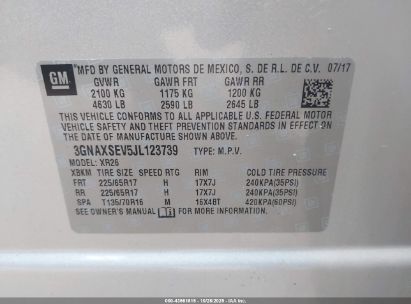 GM
MFD BY GENERAL MOTORS DE MEXICO, S. DE R.L. DE C.V. 07/17
GVWR GAWR FRT GAWR RR
2100 KG 1175 KG 1200 KG
4630 LB 2590 LB 2645 LB
THIS VEHICLE CONFORMS TO ALL APPLICABLE U.S. FEDERAL MOTOR
VEHICLE SAFETY AND THEFT PREVENTION STANDARDS IN EFFECT ON
THE DATE OF MANUFACTURE SHOWN ABOVE.
3GNAXSEV5JL123739 TYPE: M.P.V.
MODEL: XR26
XBKM TIRE SIZE SPEED RTG RIM COLD TIRE PRESSURE
FRT 225/65R17 H 17X7J 240KPA(35PSI)
RR 225/65R17 H 17X7J 240KPA(35PSI)
SPA T135/70R16 M 16X4BT 420KPA(60PSI)
SEE OWNER'S MANUAL FOR ADDITIONAL INFORMATION.